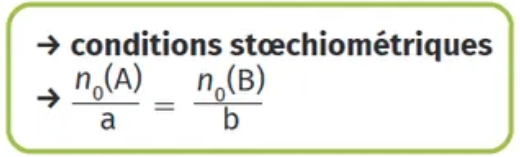 → conditions stœchiométriques
→ n₀(A)/a = n₀(B)/b